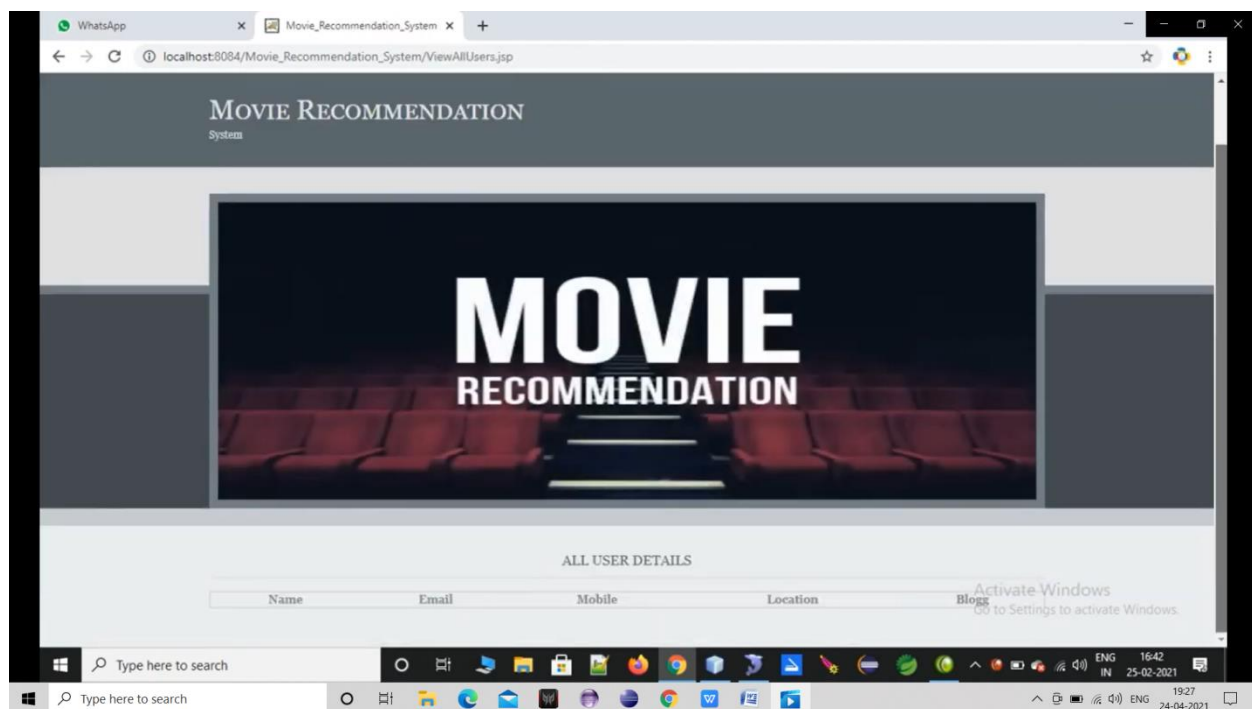 WhatsApp
Movie_Recommendation_System
localhost:8084/Movie_Recommendation_System/ViewAllUsers.jsp
MOVIE RECOMMENDATION
System
MOVIE
RECOMMENDATION
ALL USER DETAILS
Name Email Mobile Location Blogg
Activate Windows
Go to Settings to activate Windows.
Type here to search
ENG 16:42
IN 25-02-2021
Type here to search
ENG 19:27
24-04-2021